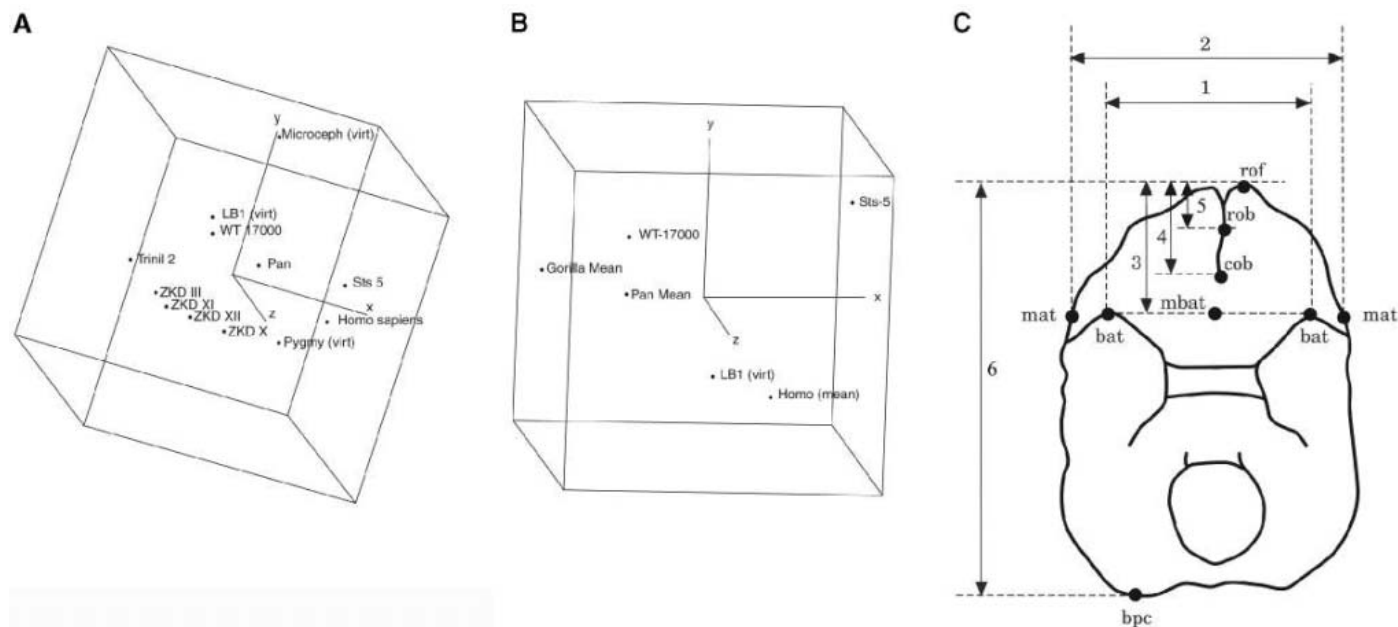 A
y
Microceph (virt)
LB1 (virt)
WT 17000
Trinil 2
Pan
ZKD III
ZKD XI
ZKD XII
ZKD X
Sts 5
x
Homo sapiens
z
Pygmy (virt)
B
y
Sts-5
WT-17000
Gorilla Mean
Pan Mean
x
z
LB1 (virt)
Homo (mean)
C
2
1
rof
5
rob
4
cob
3
mbat
mat
bat
bat
mat
6
bpc